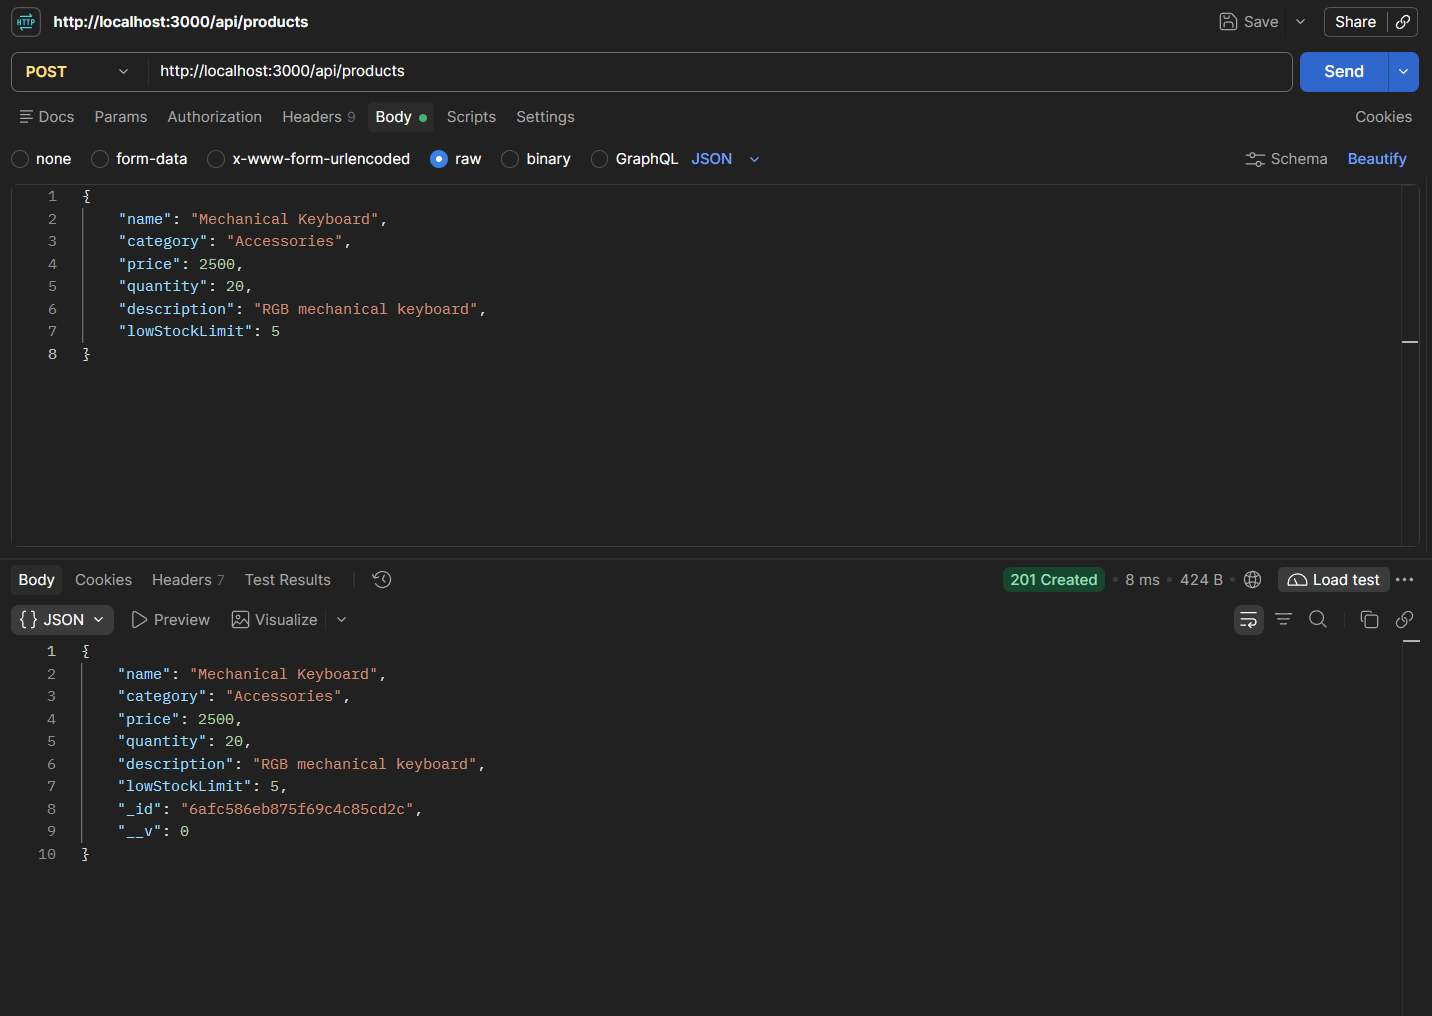 HTTP http://localhost:3000/api/products Save Share
POST http://localhost:3000/api/products Send
Docs Params Authorization Headers 9 Body Scripts Settings Cookies
none form-data x-www-form-urlencoded raw binary GraphQL JSON Schema Beautify
1 {
2 "name": "Mechanical Keyboard",
3 "category": "Accessories",
4 "price": 2500,
5 "quantity": 20,
6 "description": "RGB mechanical keyboard",
7 "lowStockLimit": 5
8 }
Body Cookies Headers 7 Test Results 201 Created • 8 ms • 424 B • Load test
{} JSON Preview Visualize
1 {
2 "name": "Mechanical Keyboard",
3 "category": "Accessories",
4 "price": 2500,
5 "quantity": 20,
6 "description": "RGB mechanical keyboard",
7 "lowStockLimit": 5,
8 "_id": "6afc586eb875f69c4c85cd2c",
9 "__v": 0
10 }